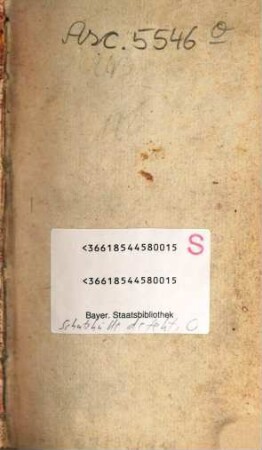 Asc. 5546 o
<36618544580015 S
<36618544580015
Bayer. Staatsbibliothek